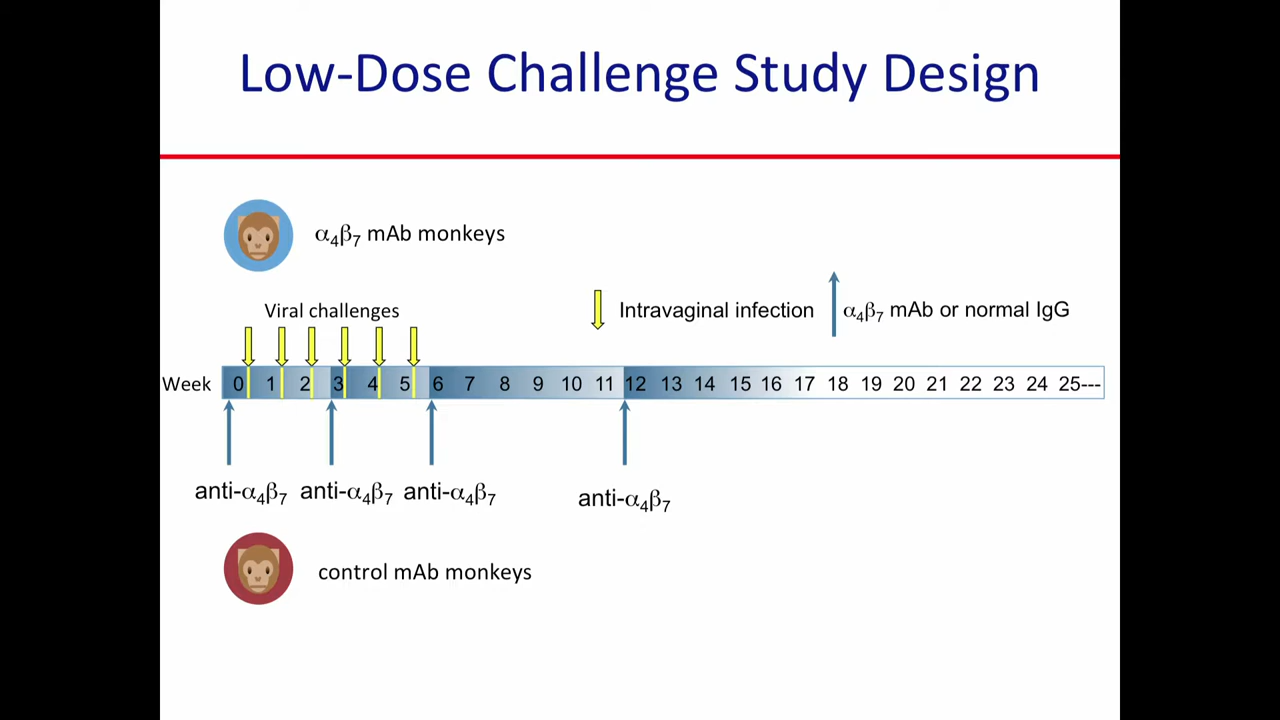 Low-Dose Challenge Study Design
α₄β₇ mAb monkeys
Viral challenges
Intravaginal infection
α₄β₇ mAb or normal IgG
Week 0 1 2 3 4 5 6 7 8 9 10 11 12 13 14 15 16 17 18 19 20 21 22 23 24 25---
anti-α₄β₇ anti-α₄β₇ anti-α₄β₇ anti-α₄β₇
control mAb monkeys